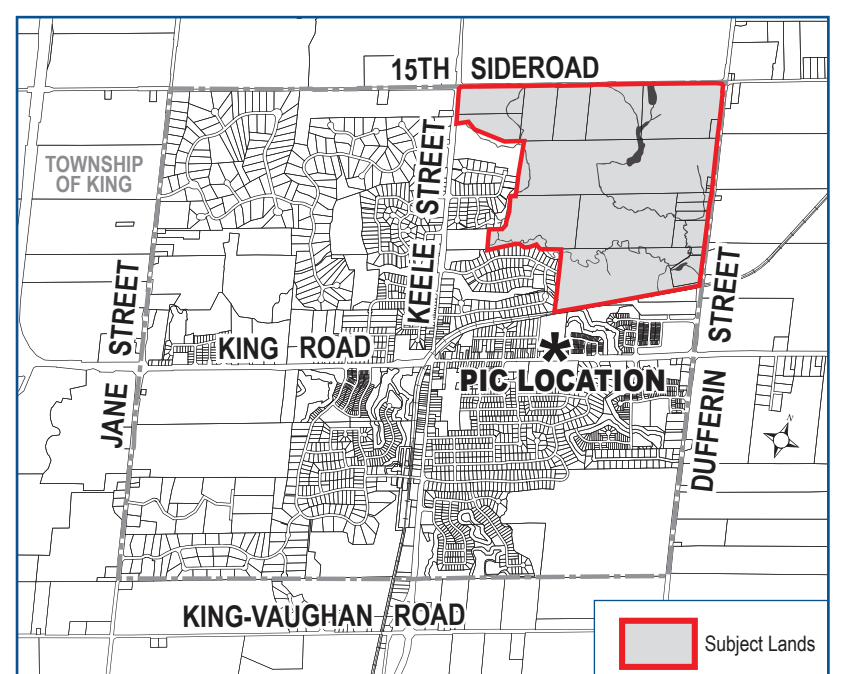 15TH SIDEROAD
TOWNSHIP
OF KING
KEELE STREET
JANE STREET
KING ROAD
*
PIC LOCATION
DUFFERIN STREET
N
KING-VAUGHAN ROAD
Subject Lands